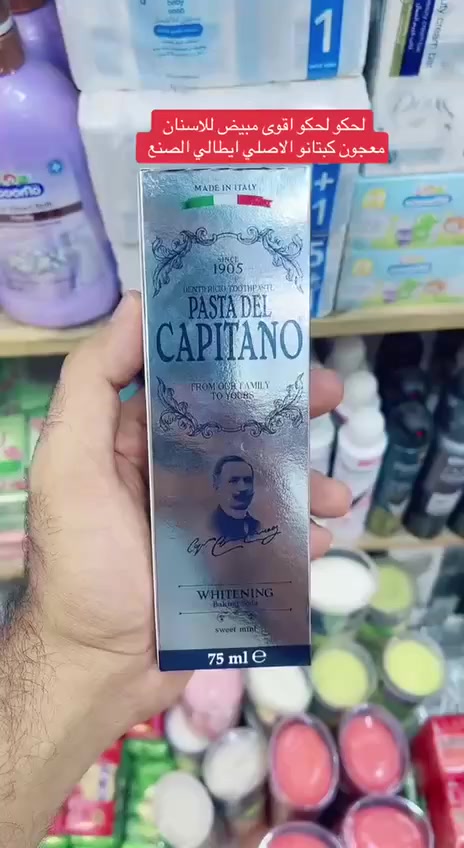 لحكو لحكو اقوى مبيض للاسنان
معجون كبتانو الاصلي ايطالي الصنع
MADE IN ITALY
SINCE
1905
PASTA DEL
CAPITANO
FROM OUR FAMILY
TO YOURS
WHITENING
Baking Soda
sweet mint
75 ml ℮